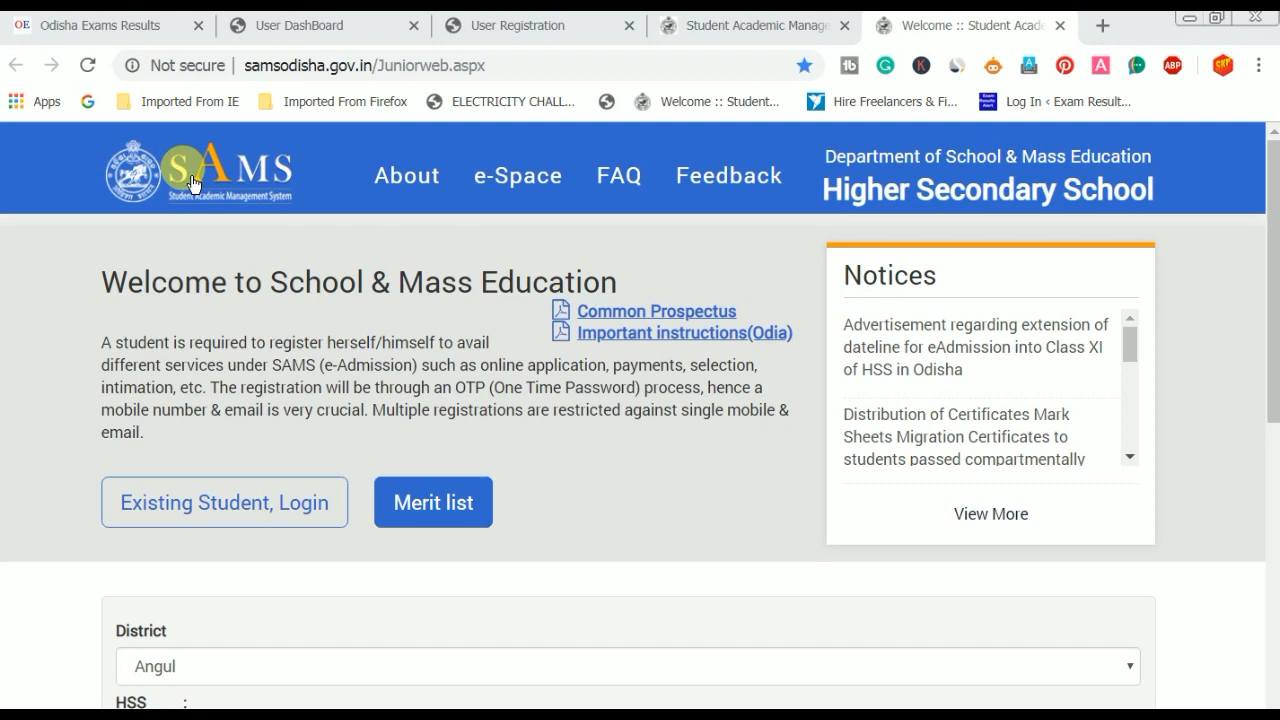 OE Odisha Exams Results
User DashBoard
User Registration
Student Academic Manage
Welcome :: Student Acade
Not secure | samsodisha.gov.in/Juniorweb.aspx
ABP
Apps
Imported From IE
Imported From Firefox
ELECTRICITY CHALL...
Welcome :: Student...
Hire Freelancers & Fi...
Log In ‹ Exam Result...
SAMS
Student Academic Management System
About
e-Space
FAQ
Feedback
Department of School & Mass Education
Higher Secondary School
Welcome to School & Mass Education
Common Prospectus
Important instructions(Odia)
A student is required to register herself/himself to avail
different services under SAMS (e-Admission) such as online application, payments, selection,
intimation, etc. The registration will be through an OTP (One Time Password) process, hence a
mobile number & email is very crucial. Multiple registrations are restricted against single mobile &
email.
Existing Student, Login
Merit list
Notices
Advertisement regarding extension of
dateline for eAdmission into Class XI
of HSS in Odisha
Distribution of Certificates Mark
Sheets Migration Certificates to
students passed compartmentally
View More
District
Angul
HSS :